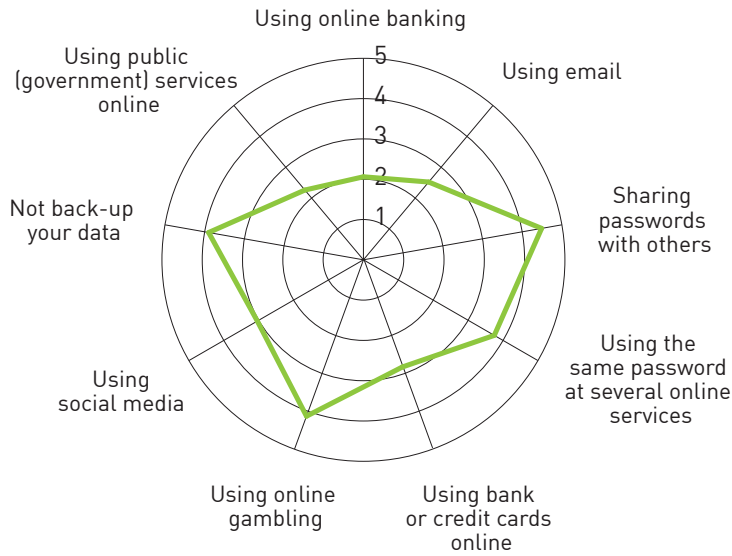 Using online banking
5
4
3
2
1
Using email
Sharing
passwords
with others
Using the
same password
at several online
services
Using bank
or credit cards
online
Using online
gambling
Using
social media
Not back-up
your data
Using public
(government) services
online